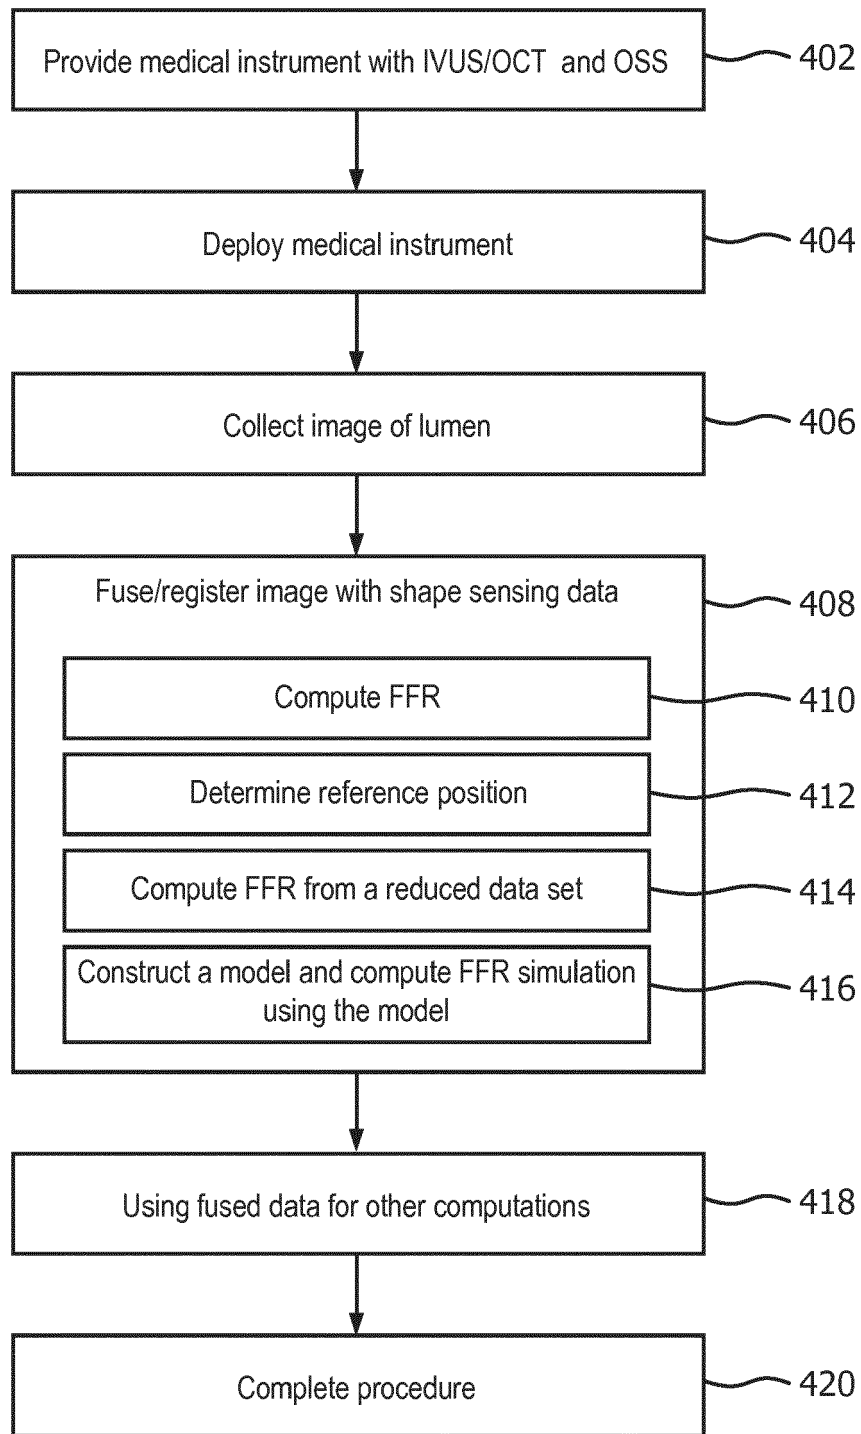 Provide medical instrument with IVUS/OCT and OSS
402
Deploy medical instrument
404
Collect image of lumen
406
Fuse/register image with shape sensing data
408
Compute FFR
410
Determine reference position
412
Compute FFR from a reduced data set
414
Construct a model and compute FFR simulation
using the model
416
Using fused data for other computations
418
Complete procedure
420